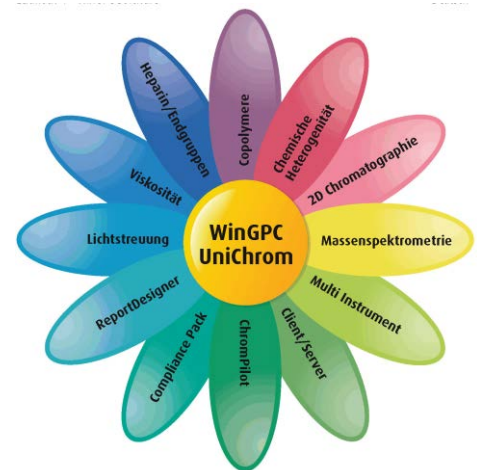 WinGPC
UniChrom
Copolymere
Chemische
Heterogenität
2D Chromatographie
Massenspektrometrie
Multi Instrument
Client/Server
ChromPilot
Compliance Pack
ReportDesigner
Lichtstreuung
Viskosität
Heparin/Endgruppen